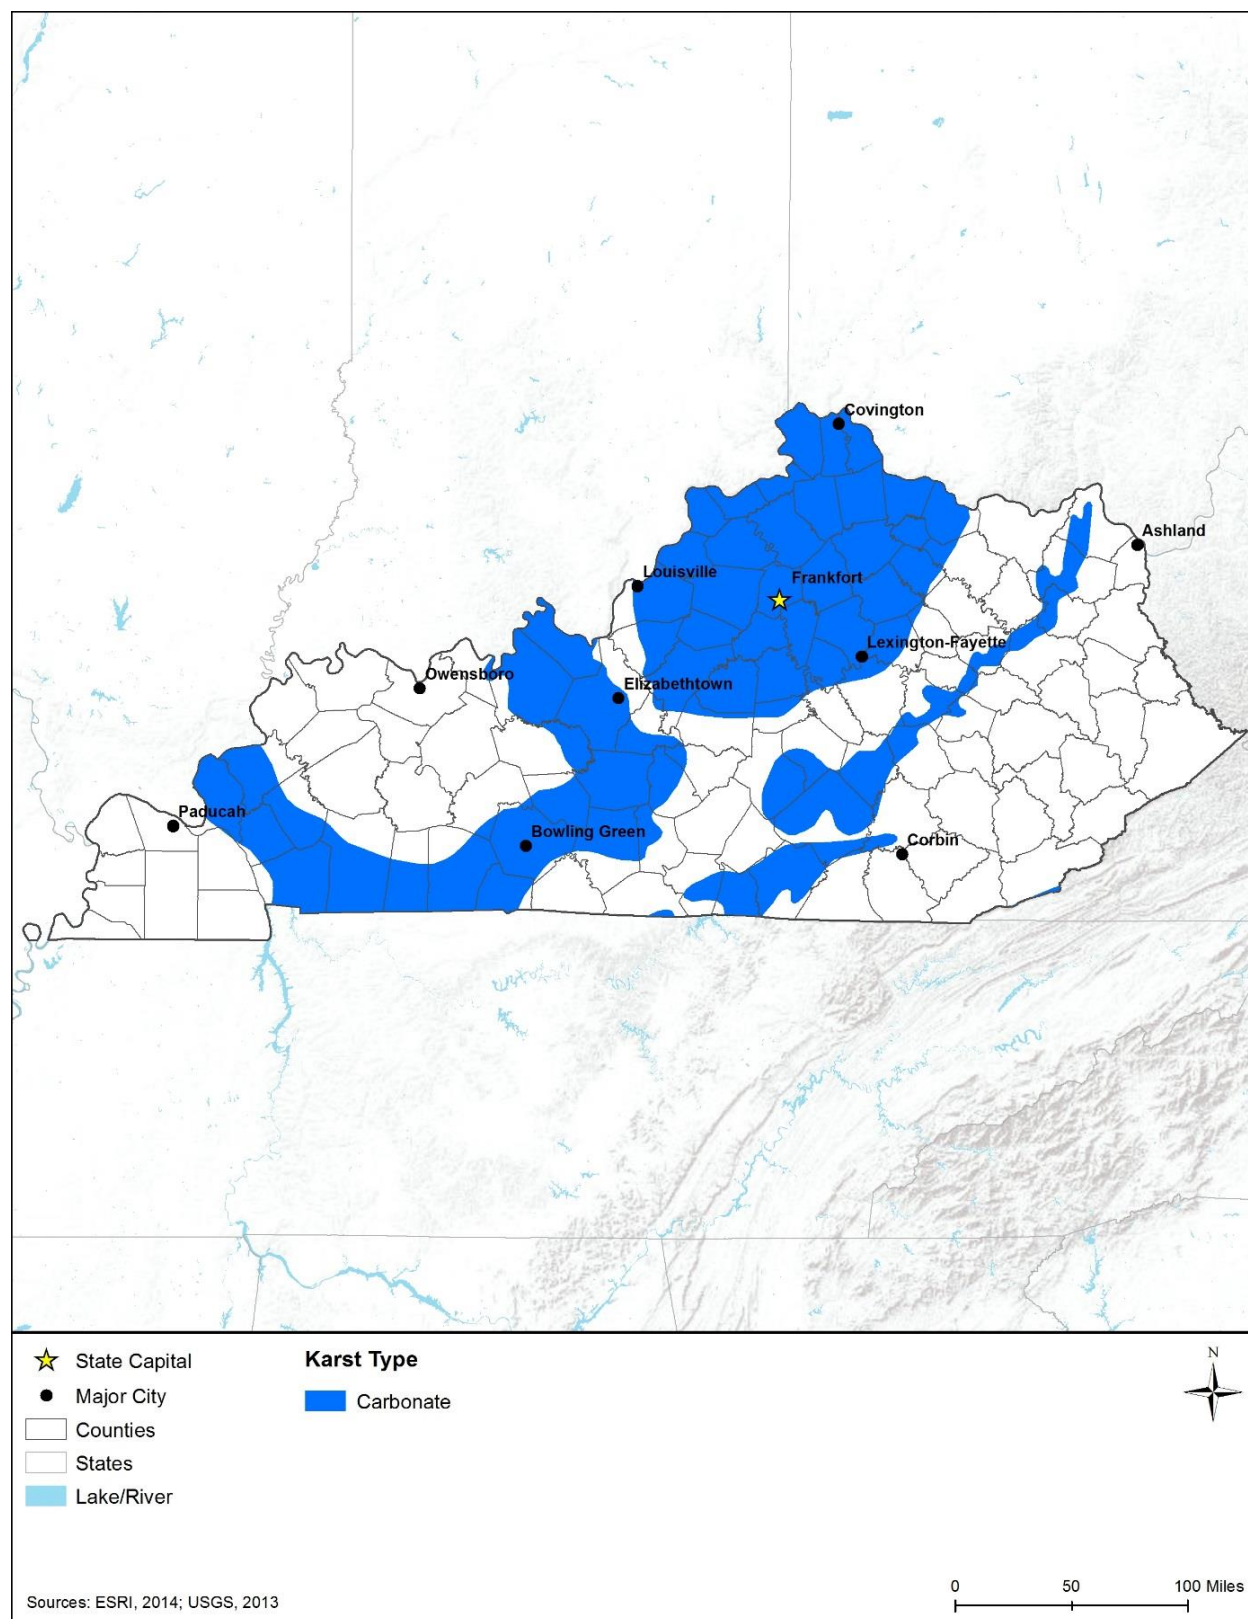 Covington
Ashland
Louisville
Frankfort
Lexington-Fayette
Owensboro
Elizabethtown
Paducah
Bowling Green
Corbin
State Capital
Major City
Counties
States
Lake/River
Karst Type
Carbonate
N
Sources: ESRI, 2014; USGS, 2013
0 50 100 Miles